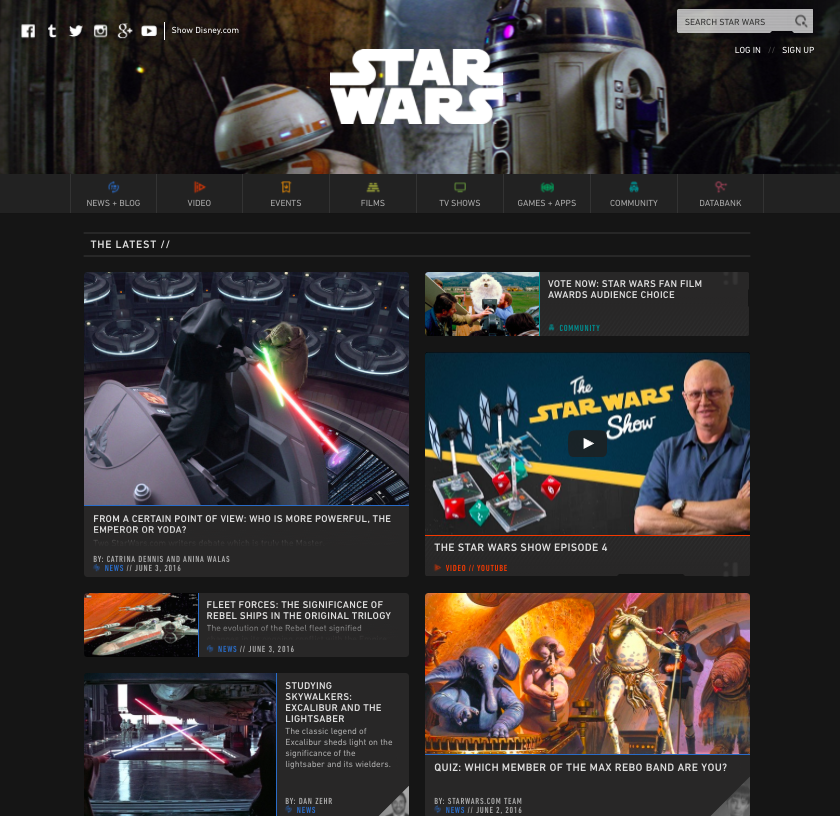 Show Disney.com
SEARCH STAR WARS
LOG IN // SIGN UP
STAR
WARS
NEWS + BLOG
VIDEO
EVENTS
FILMS
TV SHOWS
GAMES + APPS
COMMUNITY
DATABANK
THE LATEST //
FROM A CERTAIN POINT OF VIEW: WHO IS MORE POWERFUL, THE
EMPEROR OR YODA?
BY: CATRINA DENNIS AND ANINA WALAS
NEWS // JUNE 3, 2016
VOTE NOW: STAR WARS FAN FILM
AWARDS AUDIENCE CHOICE
COMMUNITY
The
STAR WARS
Show
THE STAR WARS SHOW EPISODE 4
VIDEO // YOUTUBE
FLEET FORCES: THE SIGNIFICANCE OF
REBEL SHIPS IN THE ORIGINAL TRILOGY
The evolution of the Rebel fleet signified
NEWS // JUNE 3, 2016
STUDYING
SKYWALKERS:
EXCALIBUR AND THE
LIGHTSABER
The classic legend of
Excalibur sheds light on the
significance of the
lightsaber and its wielders.
BY: DAN ZEHR
NEWS
QUIZ: WHICH MEMBER OF THE MAX REBO BAND ARE YOU?
BY: STARWARS.COM TEAM
NEWS // JUNE 2, 2016